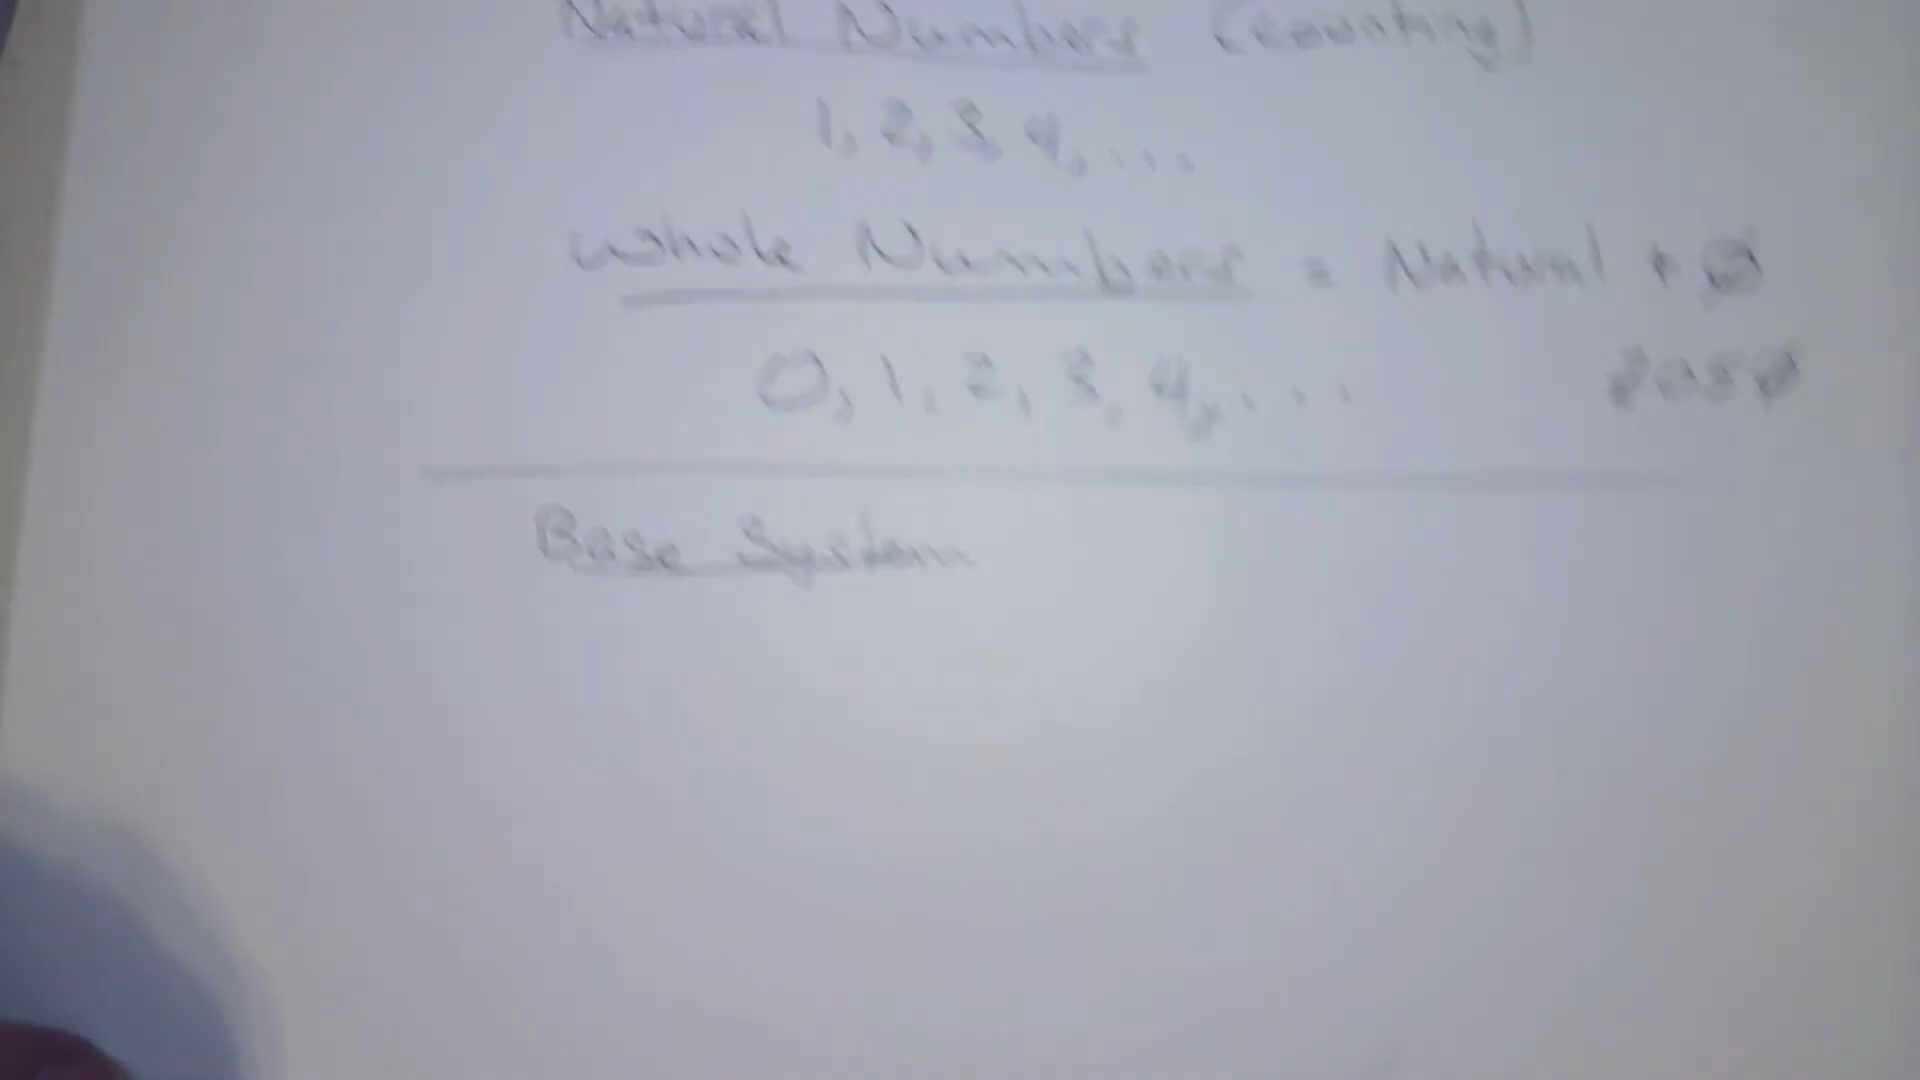 Natural Numbers (counting)
1, 2, 3, 4, ...
Whole Numbers = Natural + 0
0, 1, 2, 3, 4, ...
Base System